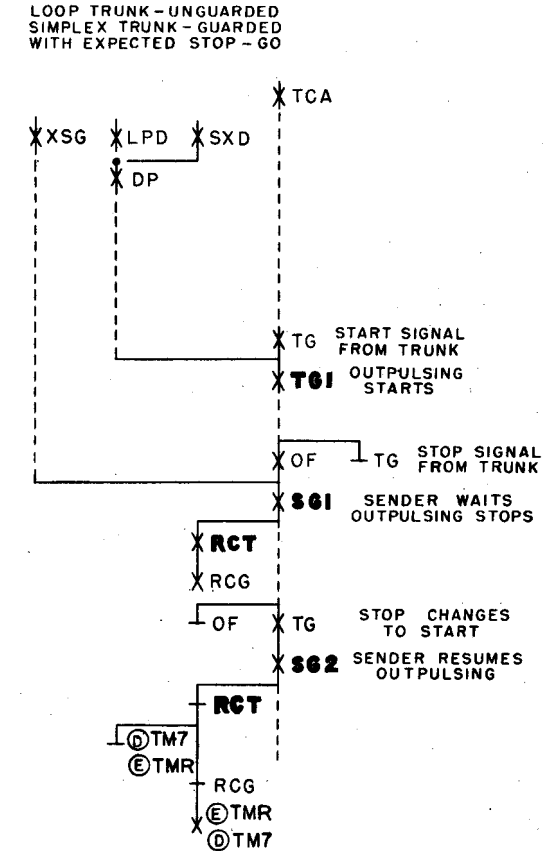 LOOP TRUNK-UNGUARDED
SIMPLEX TRUNK-GUARDED
WITH EXPECTED STOP-GO
TCA
XSG
LPD
SXD
DP
TG
START SIGNAL
FROM TRUNK
TG1
OUTPULSING
STARTS
OF
TG
STOP SIGNAL
FROM TRUNK
SG1
SENDER WAITS
OUTPULSING STOPS
RCT
RCG
OF
TG
STOP CHANGES
TO START
SG2
SENDER RESUMES
OUTPULSING
RCT
D TM7
E TMR
RCG
E TMR
D TM7